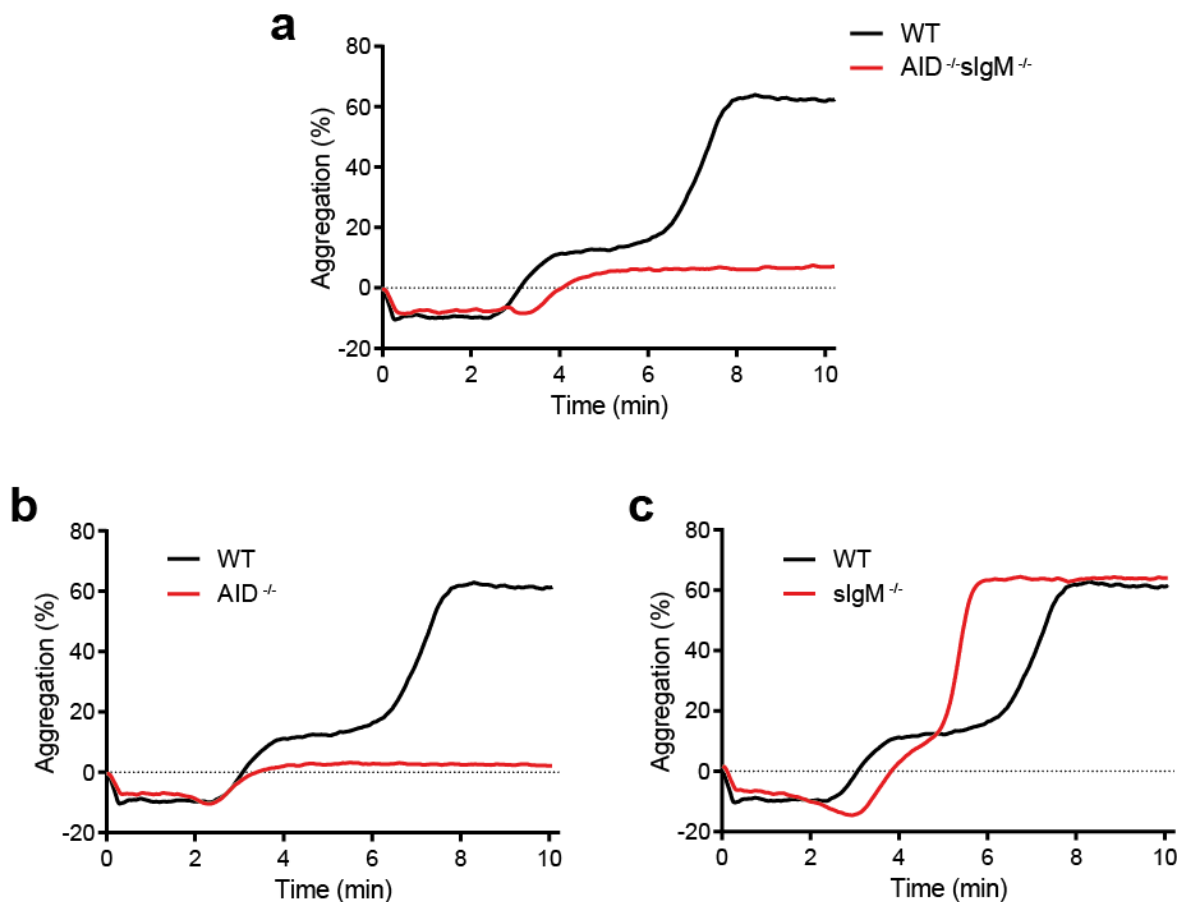 a
WT
AID -/- sIgM -/-
80
60
40
20
0
-20
Aggregation (%)
0 2 4 6 8 10
Time (min)
b
WT
AID -/-
80
60
40
20
0
-20
Aggregation (%)
0 2 4 6 8 10
Time (min)
c
WT
sIgM -/-
80
60
40
20
0
-20
Aggregation (%)
0 2 4 6 8 10
Time (min)